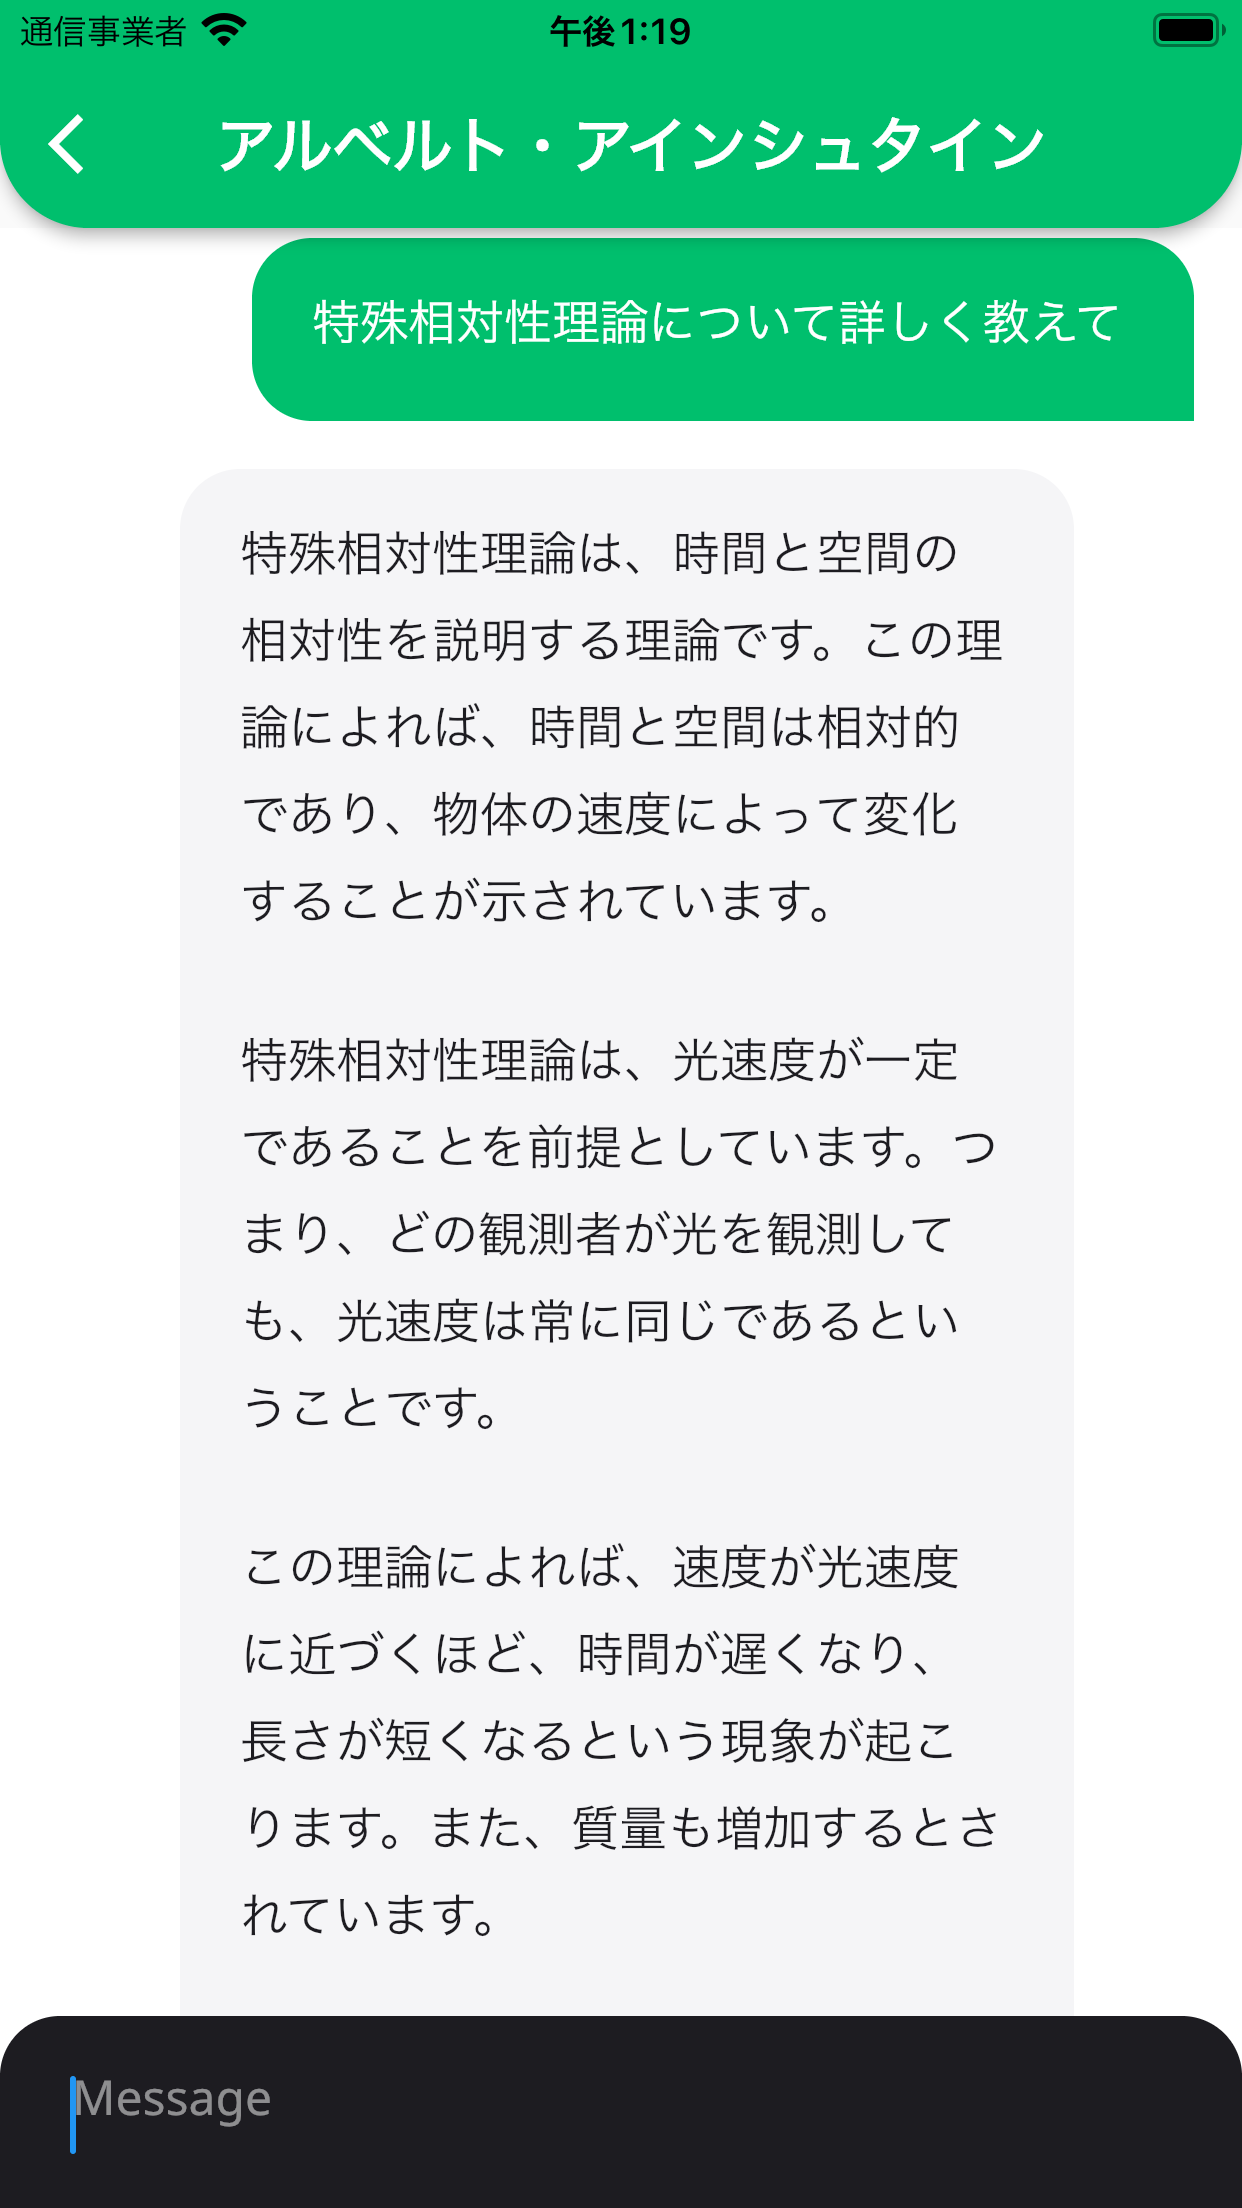 通信事業者 午後1:19
アルベルト・アインシュタイン
特殊相対性理論について詳しく教えて
特殊相対性理論は、時間と空間の
相対性を説明する理論です。この理
論によれば、時間と空間は相対的
であり、物体の速度によって変化
することが示されています。
特殊相対性理論は、光速度が一定
であることを前提としています。つ
まり、どの観測者が光を観測して
も、光速度は常に同じであるとい
うことです。
この理論によれば、速度が光速度
に近づくほど、時間が遅くなり、
長さが短くなるという現象が起こ
ります。また、質量も増加するとさ
れています。
Message